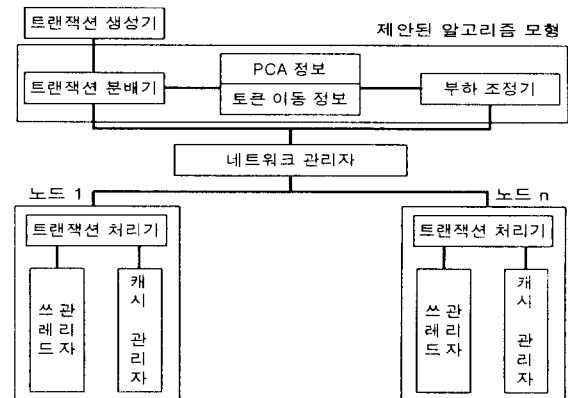 트랜잭션 생성기
제안된 알고리즘 모형
트랜잭션 분배기
PCA 정보
토큰 이동 정보
부하 조정기
네트워크 관리자
노드 1
트랜잭션 처리기
쓰레드 관리자
캐시 관리자
노드 n
트랜잭션 처리기
쓰레드 관리자
캐시 관리자